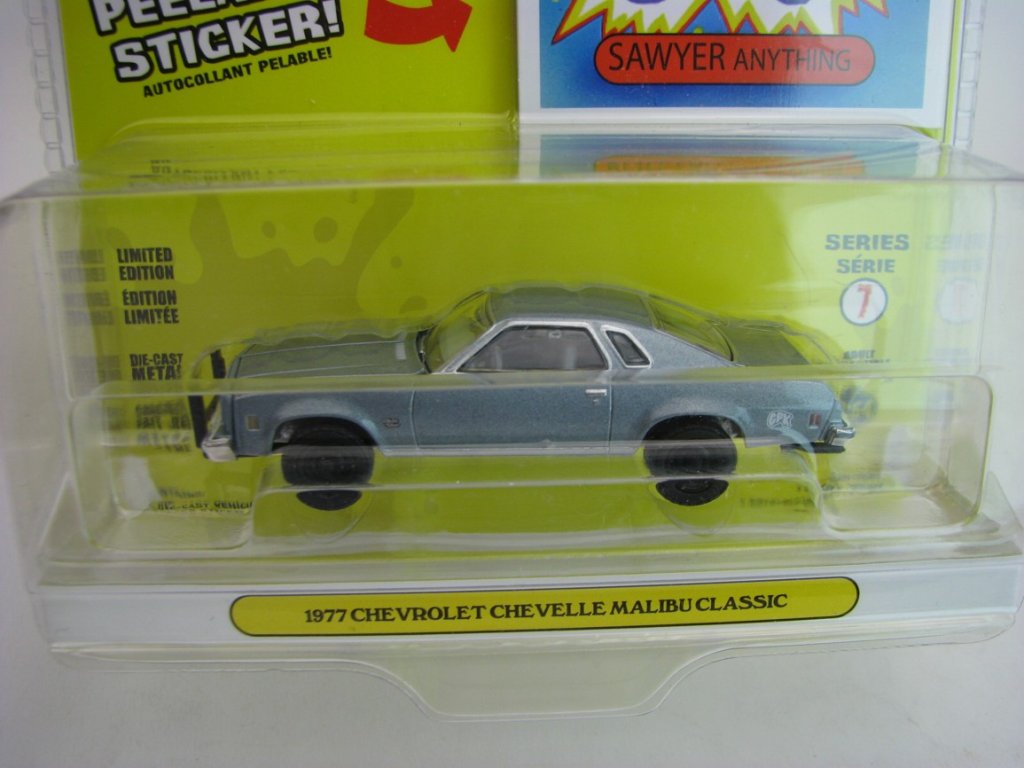 STICKER!
AUTOCOLLANT PELABLE!
SAWYER ANYTHING
LIMITED
EDITION
ÉDITION
LIMITÉE
DIE-CAST
METAL
SERIES
SÉRIE
7
GPK
1977 CHEVROLET CHEVELLE MALIBU CLASSIC